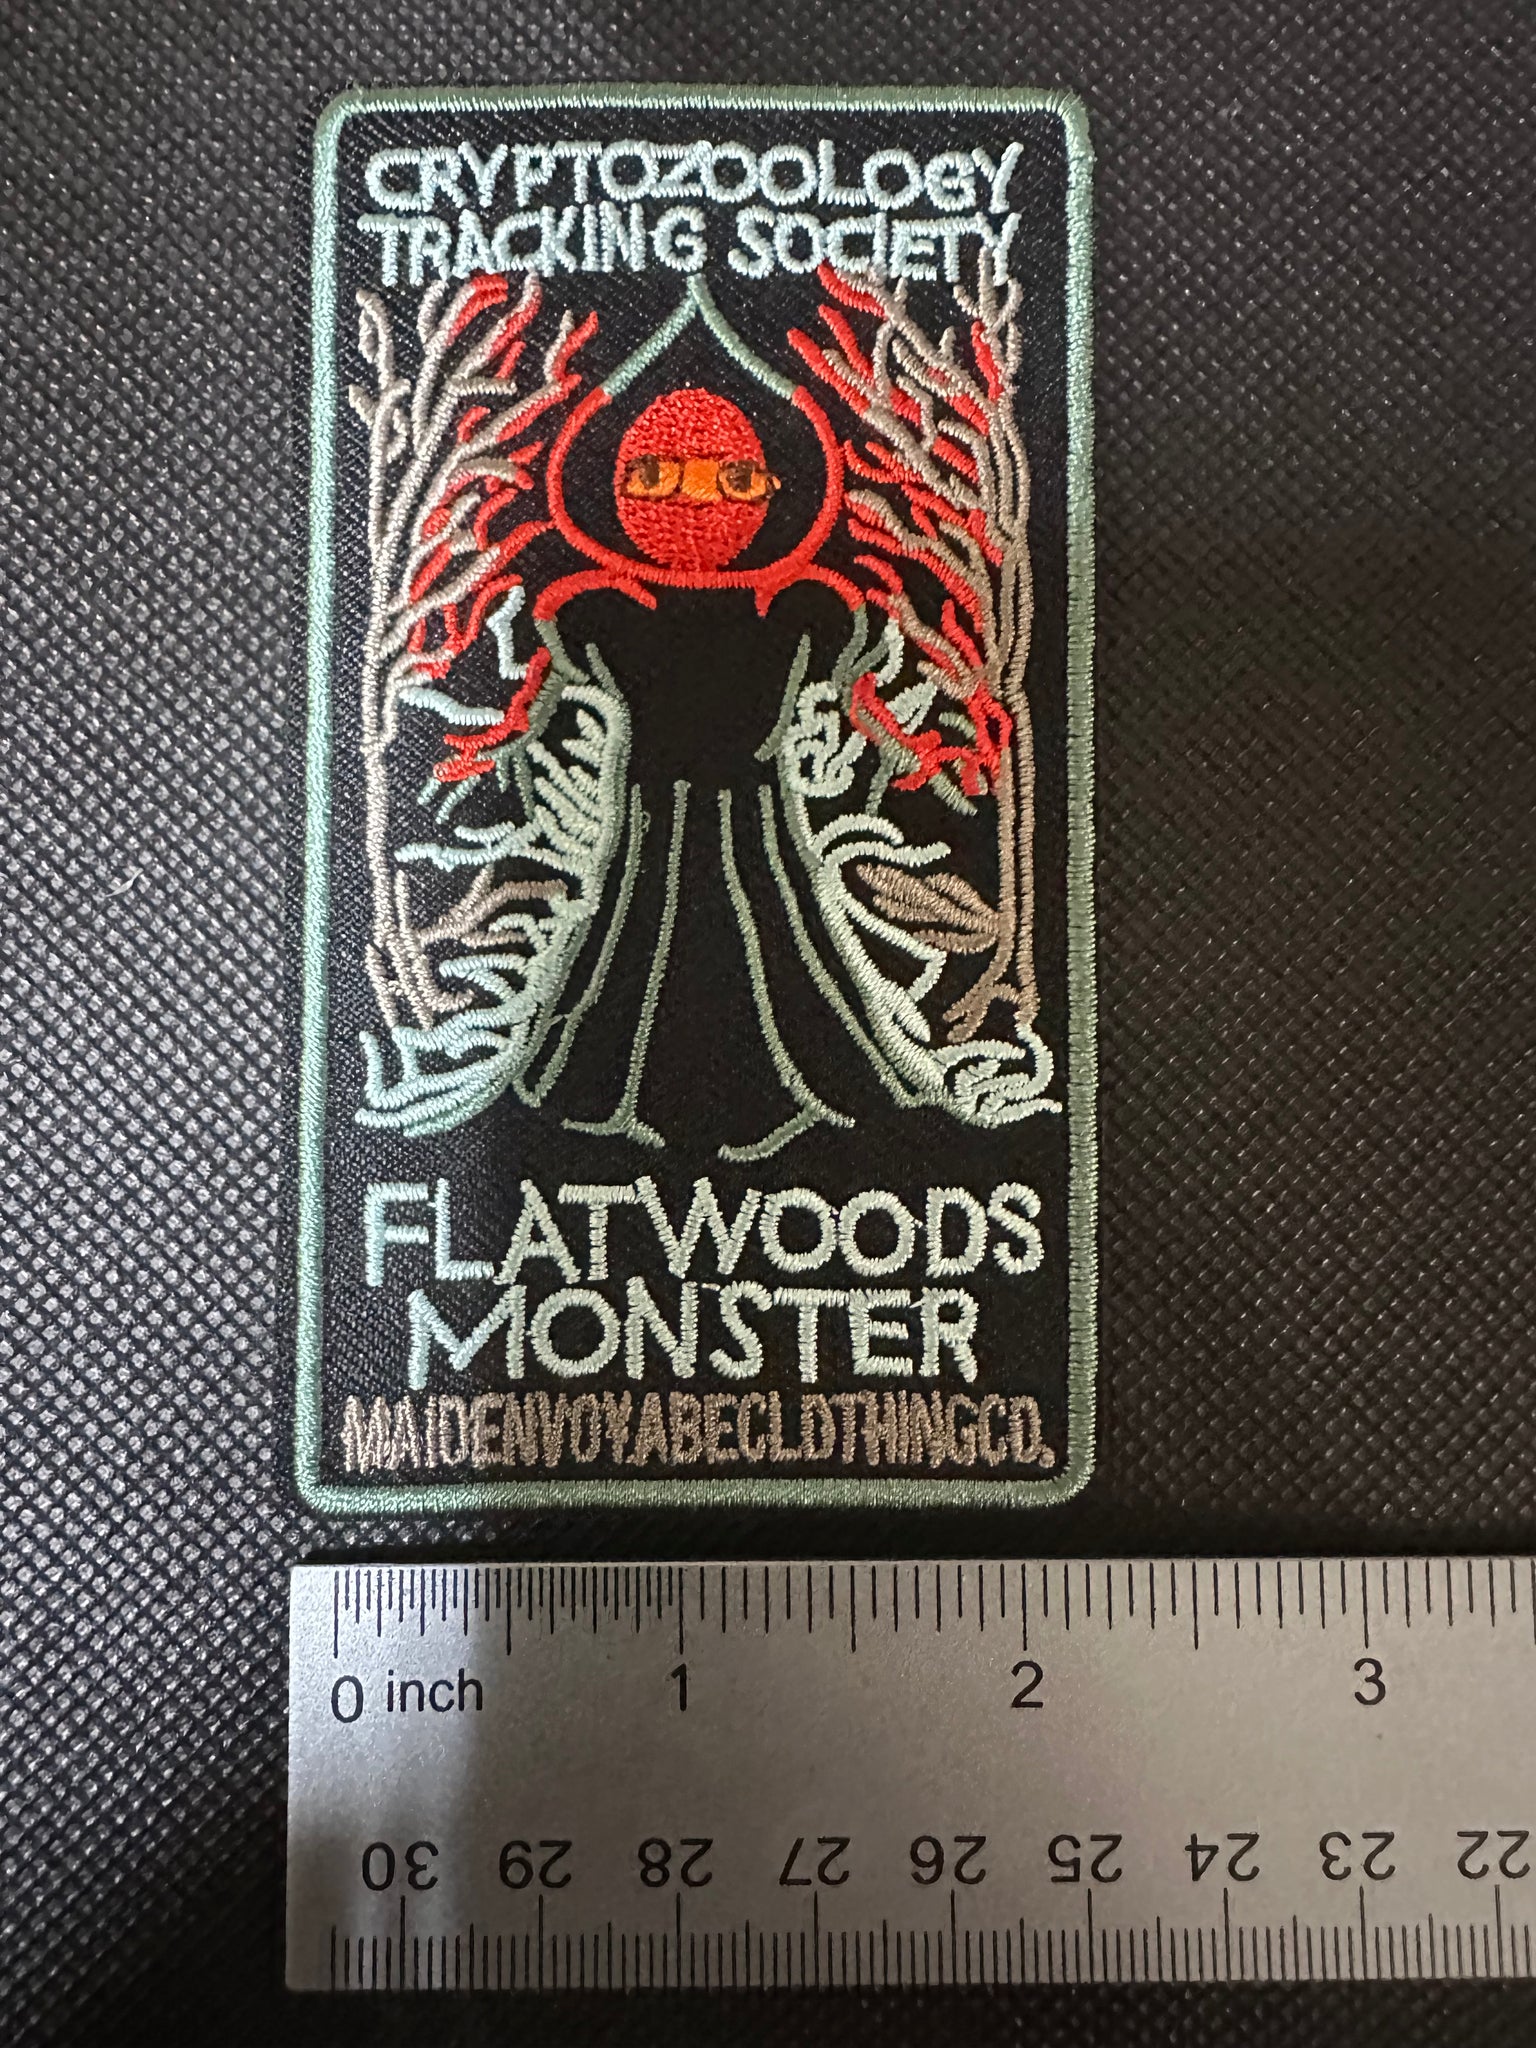 CRYPTOZOOLOGY
TRACKING SOCIETY
FLATWOODS
MONSTER
MAIDENVOYABECLOTHINGCO.
0 inch 1 2 3
30 29 28 27 26 25 24 23 22